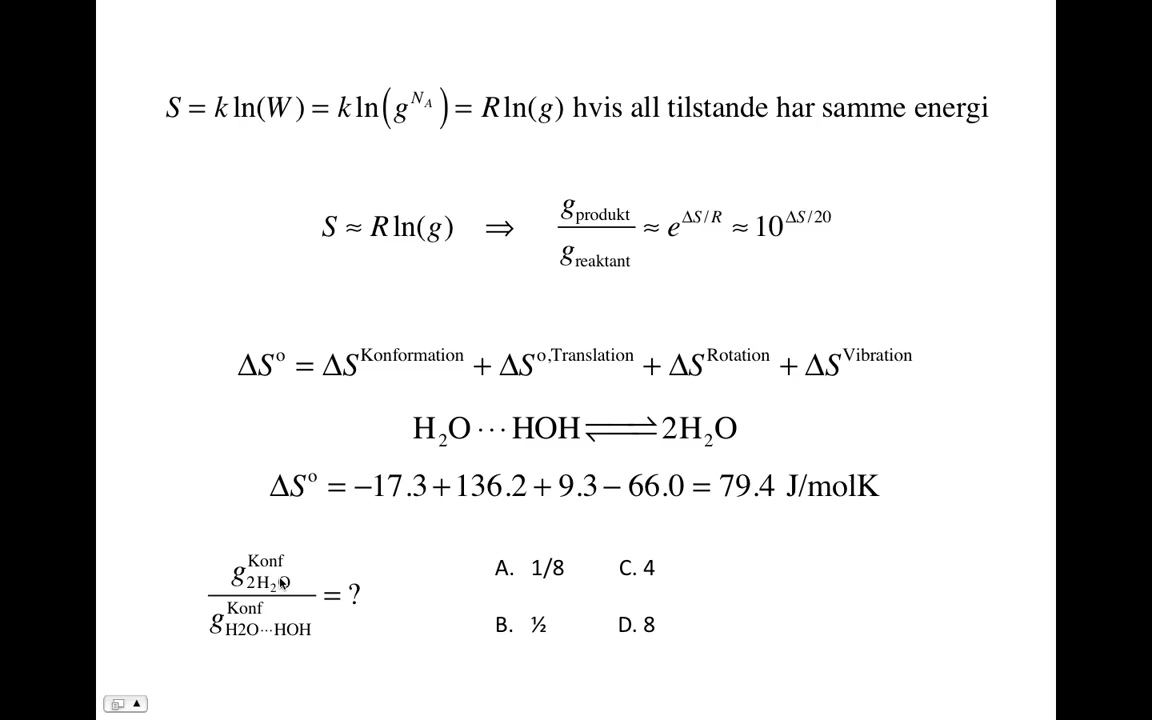 S = k ln(W) = k ln(g^{N_A}) = R ln(g) hvis all tilstande har samme energi
S ≈ R ln(g) ⇒ g_produkt / g_reaktant ≈ e^{ΔS/R} ≈ 10^{ΔS/20}
ΔS° = ΔS^{Konformation} + ΔS^{o,Translation} + ΔS^{Rotation} + ΔS^{Vibration}
H₂O ··· HOH ⇌ 2H₂O
ΔS° = −17.3 + 136.2 + 9.3 − 66.0 = 79.4 J/molK
g^{Konf}_{2H₂O} / g^{Konf}_{H2O···HOH} = ?
A. 1/8 C. 4
B. ½ D. 8